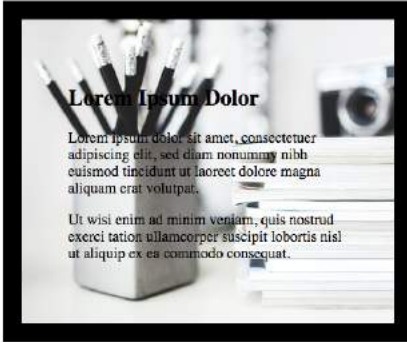 Lorem Ipsum Dolor
Lorem ipsum dolor sit amet, consectetuer
adipiscing elit, sed diam nonummy nibh
euismod tincidunt ut laoreet dolore magna
aliquam erat volutpat.
Ut wisi enim ad minim veniam, quis nostrud
exerci tation ullamcorper suscipit lobortis nisl
ut aliquip ex ea commodo consequat.